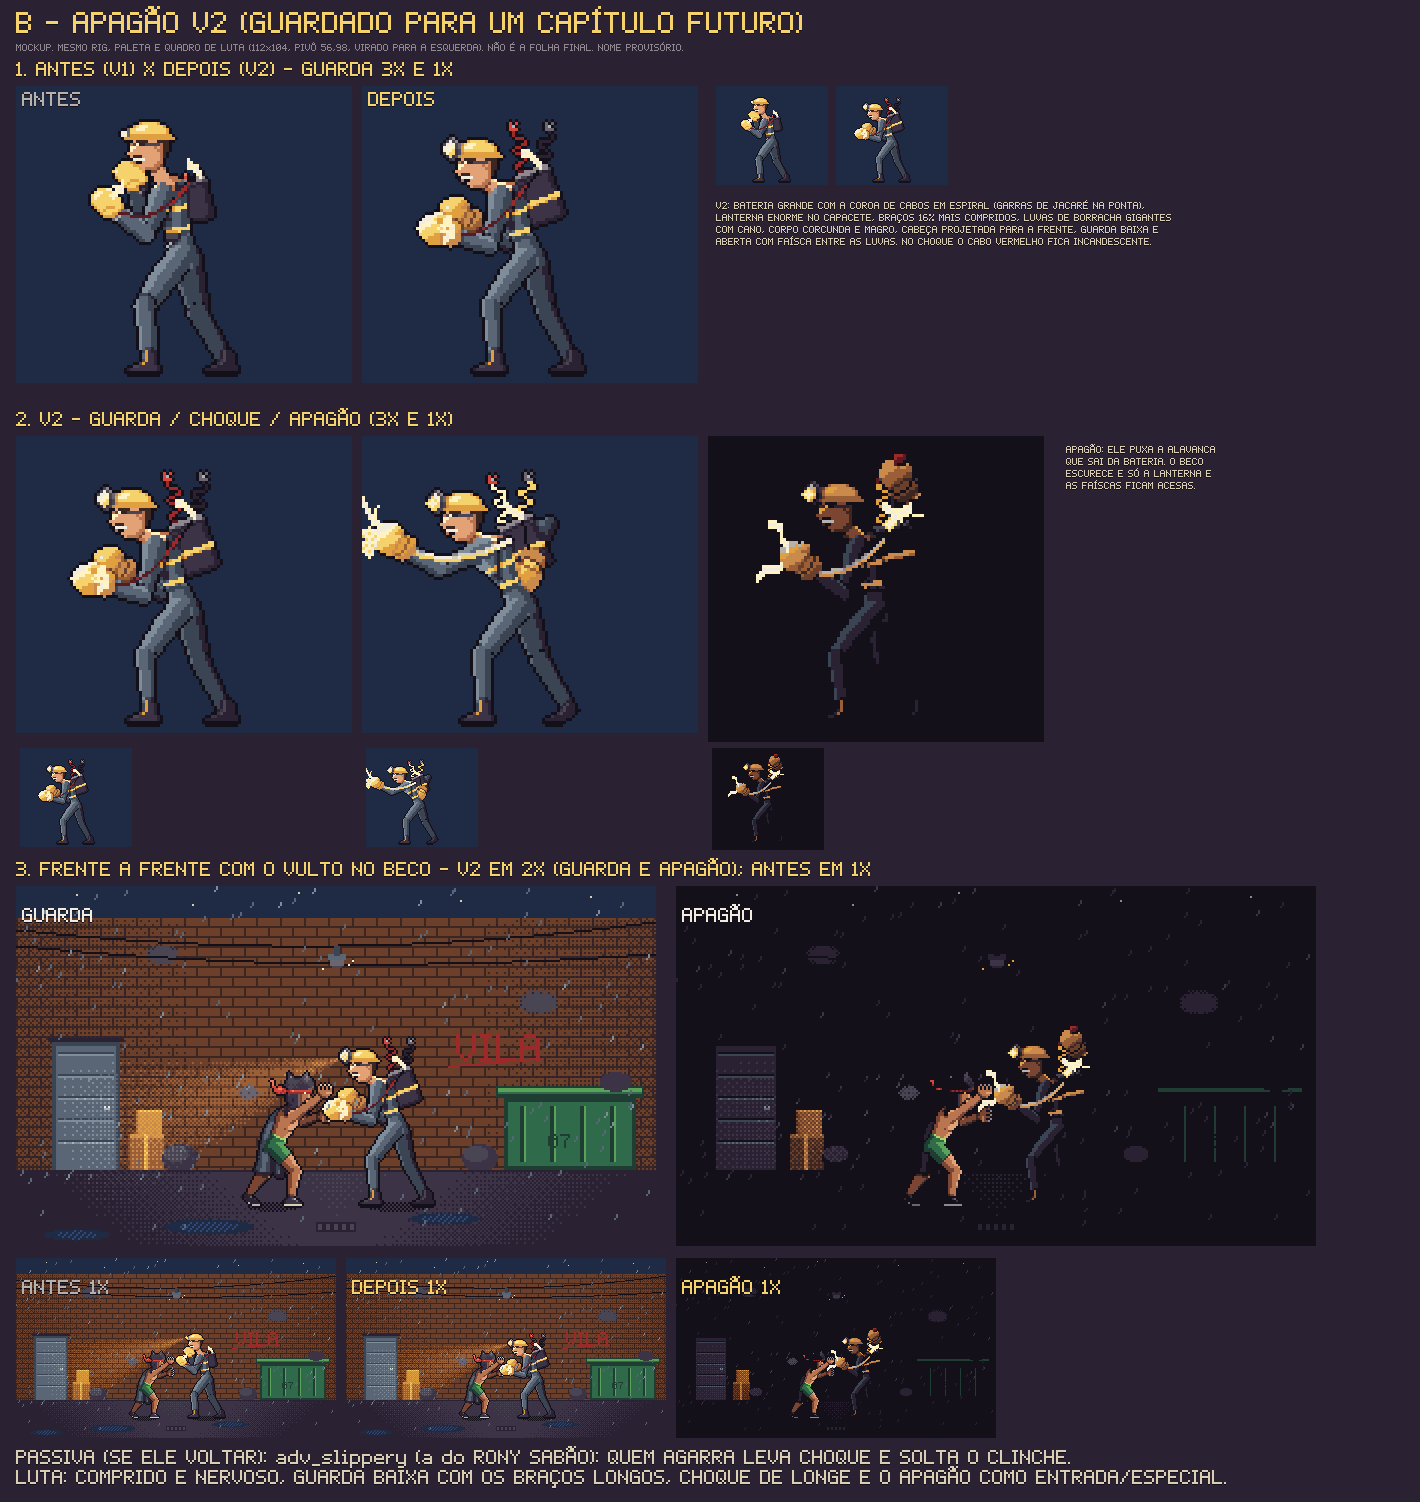 B - APAGÃO V2 (GUARDADO PARA UM CAPÍTULO FUTURO)
MOCKUP. MESMO RIG, PALETA E QUADRO DE LUTA (112x104, PIVÔ 56,98, VIRADO PARA A ESQUERDA). NÃO É A FOLHA FINAL. NOME PROVISÓRIO.
1. ANTES (V1) X DEPOIS (V2) - GUARDA 3X E 1X
ANTES
DEPOIS
V2: BATERIA GRANDE COM A COROA DE CABOS EM ESPIRAL (GARRAS DE JACARÉ NA PONTA),
LANTERNA ENORME NO CAPACETE, BRAÇOS 16% MAIS COMPRIDOS, LUVAS DE BORRACHA GIGANTES
COM CANO, CORPO CORCUNDA E MAGRO, CABEÇA PROJETADA PARA A FRENTE, GUARDA BAIXA E
ABERTA COM FAÍSCA ENTRE AS LUVAS. NO CHOQUE O CABO VERMELHO FICA INCANDESCENTE.
2. V2 - GUARDA / CHOQUE / APAGÃO (3X E 1X)
APAGÃO: ELE PUXA A ALAVANCA
QUE SAI DA BATERIA. O BECO
ESCURECE E SÓ A LANTERNA E
AS FAÍSCAS FICAM ACESAS.
3. FRENTE A FRENTE COM O VULTO NO BECO - V2 EM 2X (GUARDA E APAGÃO); ANTES EM 1X
GUARDA
VILA
07
APAGÃO
ANTES 1X
VILA
07
DEPOIS 1X
VILA
07
APAGÃO 1X
PASSIVA (SE ELE VOLTAR): adv_slippery (a do RONY SABÃO): QUEM AGARRA LEVA CHOQUE E SOLTA O CLINCHE.
LUTA: COMPRIDO E NERVOSO, GUARDA BAIXA COM OS BRAÇOS LONGOS, CHOQUE DE LONGE E O APAGÃO COMO ENTRADA/ESPECIAL.